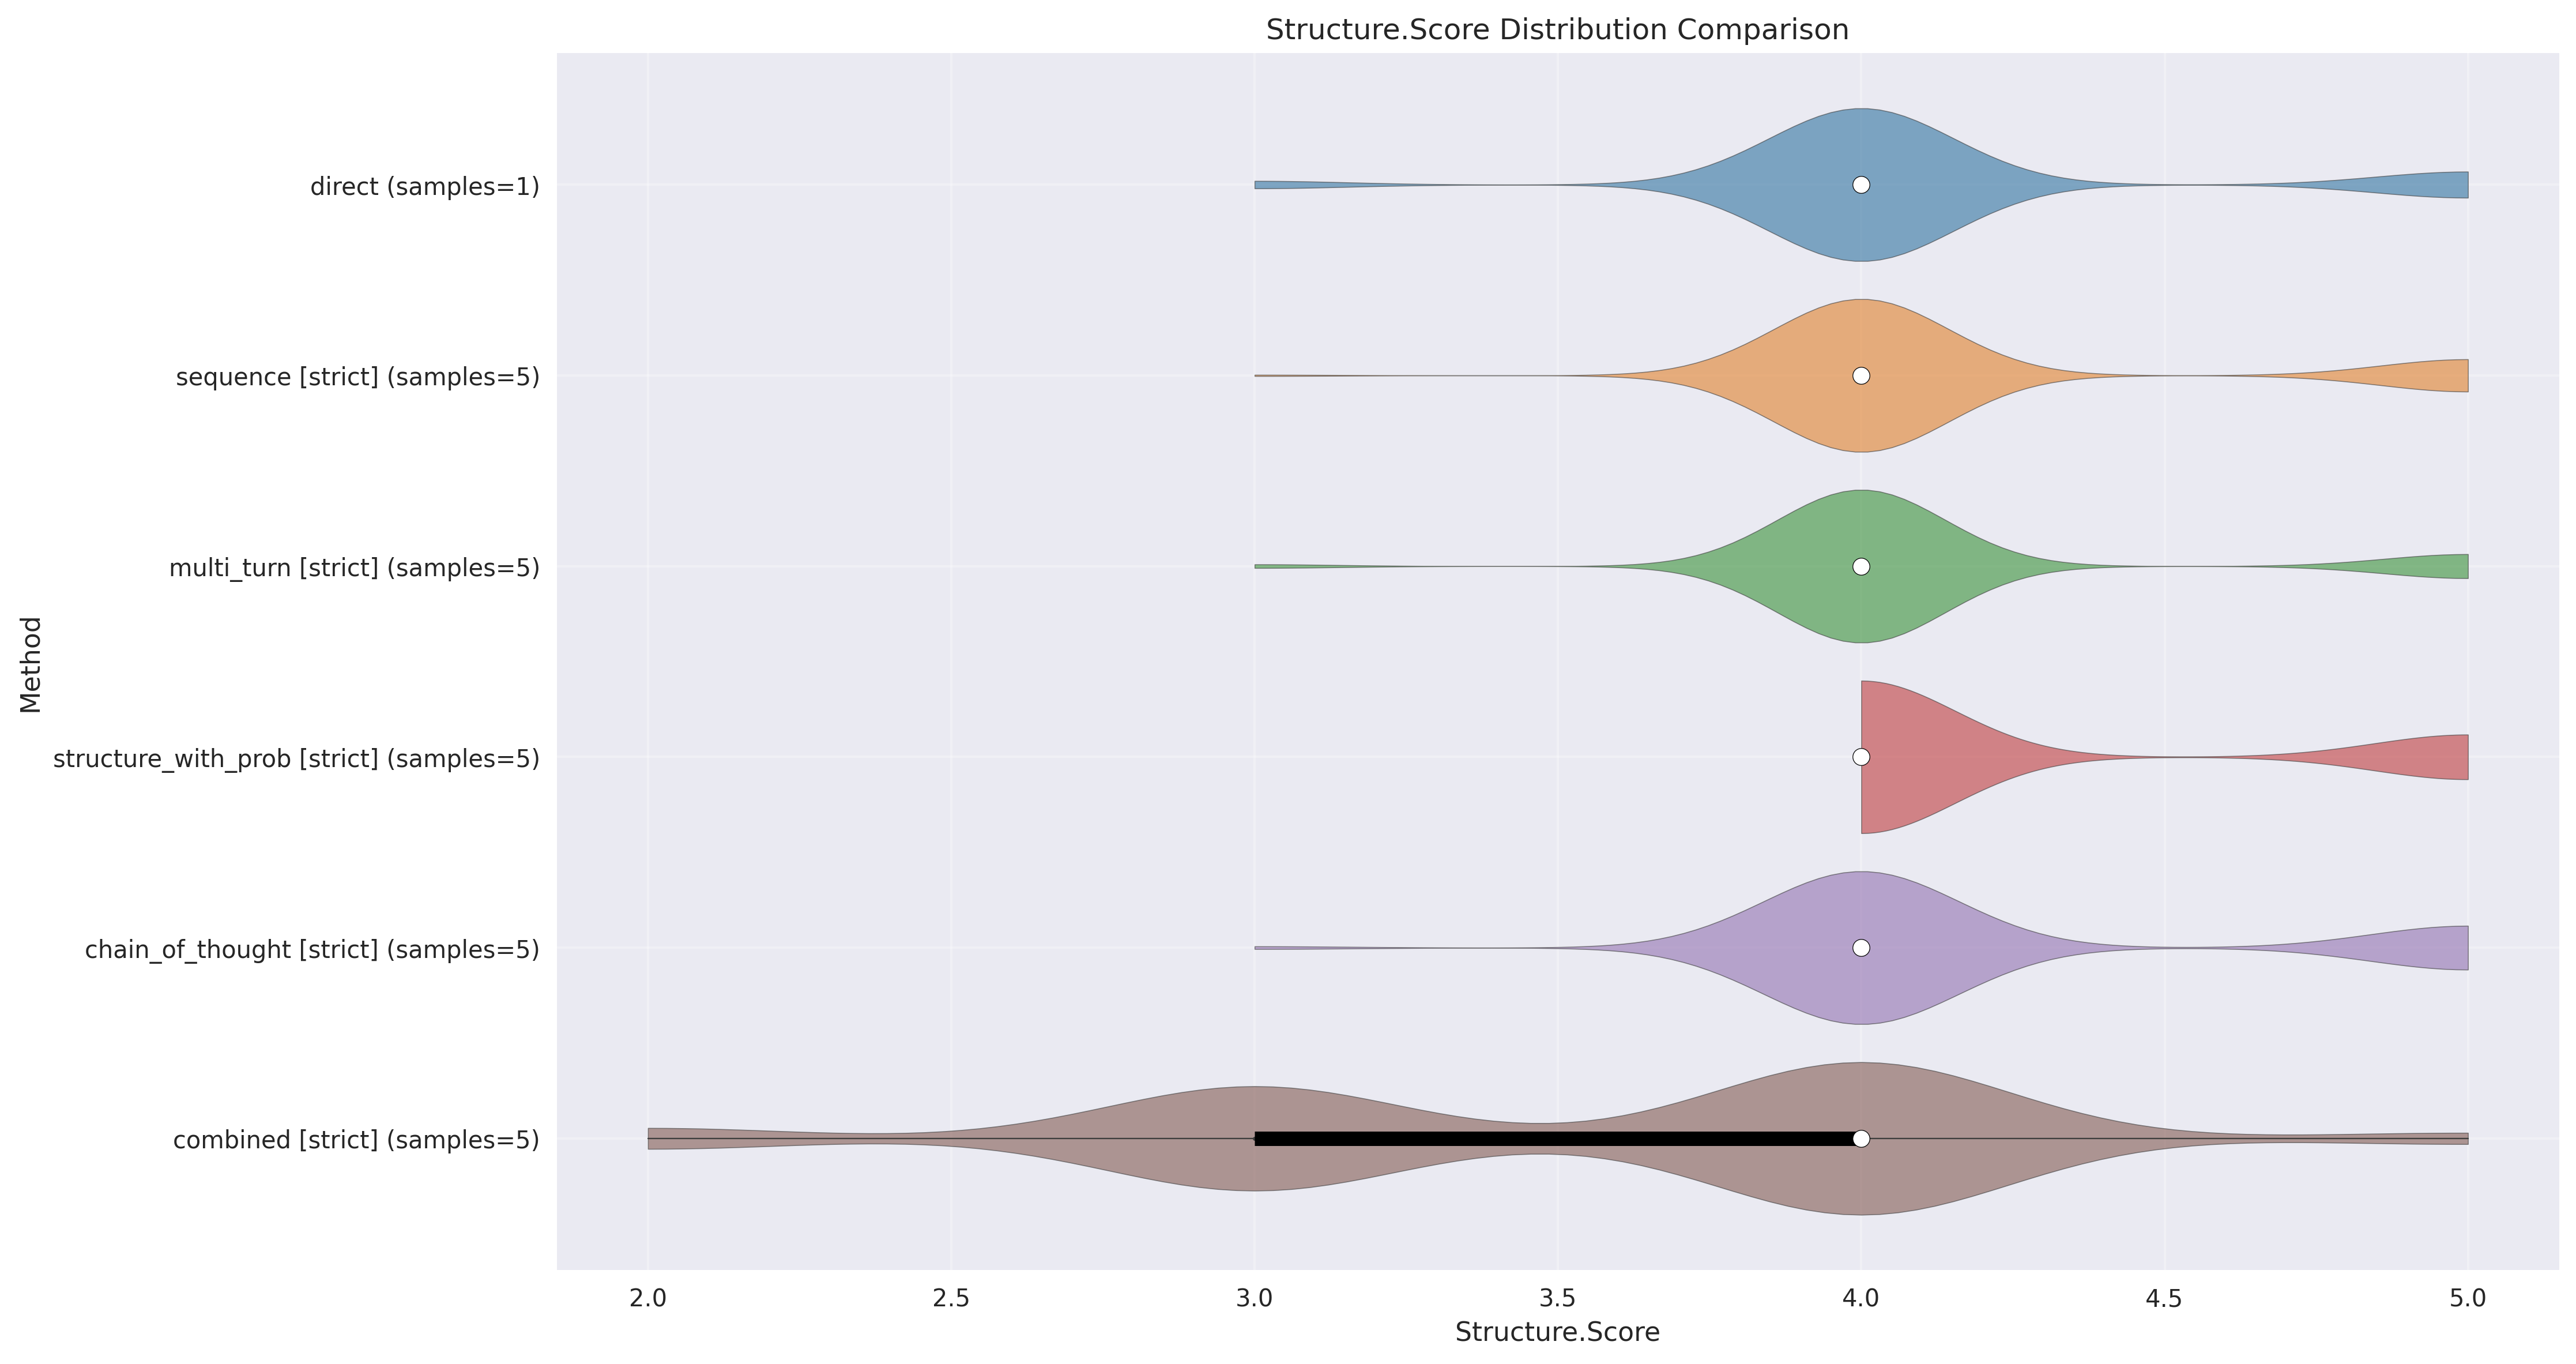 Structure.Score Distribution Comparison
direct (samples=1)
sequence [strict] (samples=5)
multi_turn [strict] (samples=5)
structure_with_prob [strict] (samples=5)
chain_of_thought [strict] (samples=5)
combined [strict] (samples=5)
Method
2.0 2.5 3.0 3.5 4.0 4.5 5.0
Structure.Score